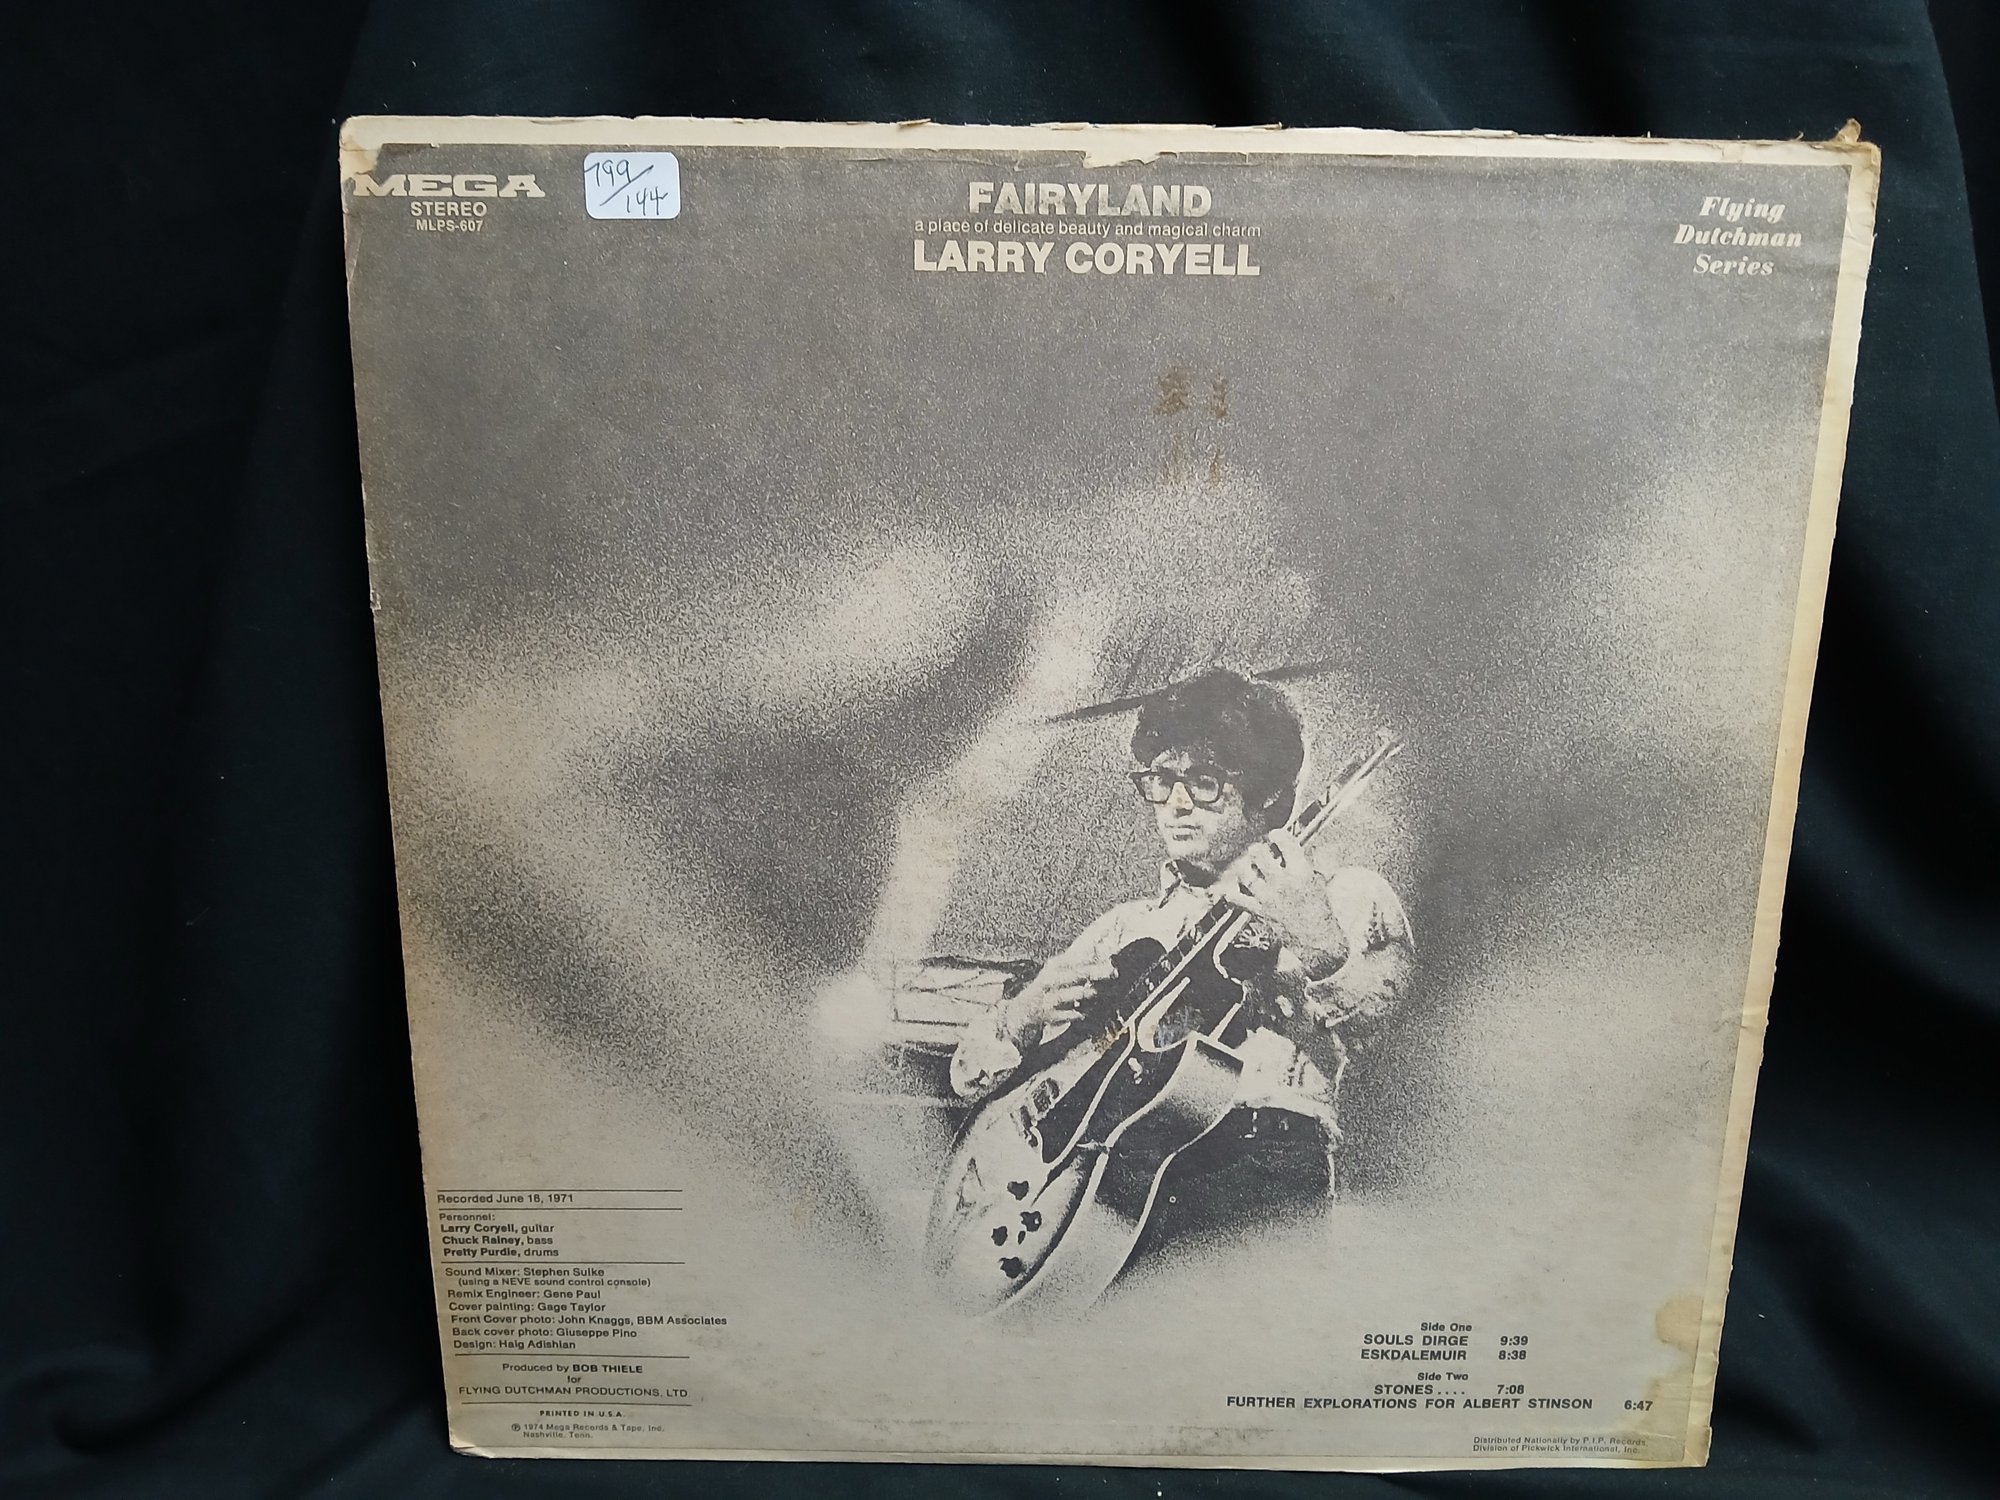 MEGA
STEREO
MLPS-607
799/144
FAIRYLAND
a place of delicate beauty and magical charm
LARRY CORYELL
Flying
Dutchman
Series
Recorded June 18, 1971
Personnel:
Larry Coryell, guitar
Chuck Rainey, bass
Pretty Purdie, drums
Sound Mixer: Stephen Sulke
(using a NEVE sound control console)
Remix Engineer: Gene Paul
Cover painting: Gage Taylor
Front Cover photo: John Knaggs, BBM Associates
Back cover photo: Giuseppe Pino
Design: Haig Adishian
Produced by BOB THIELE
for
FLYING DUTCHMAN PRODUCTIONS, LTD.
PRINTED IN U.S.A.
℗ 1974 Mega Records & Tape, Inc.
Nashville, Tenn.
Side One
SOULS DIRGE 9:39
ESKDALEMUIR 8:38
Side Two
STONES.... 7:08
FURTHER EXPLORATIONS FOR ALBERT STINSON 6:47
Distributed Nationally by P.I.P. Records,
Division of Pickwick International, Inc.